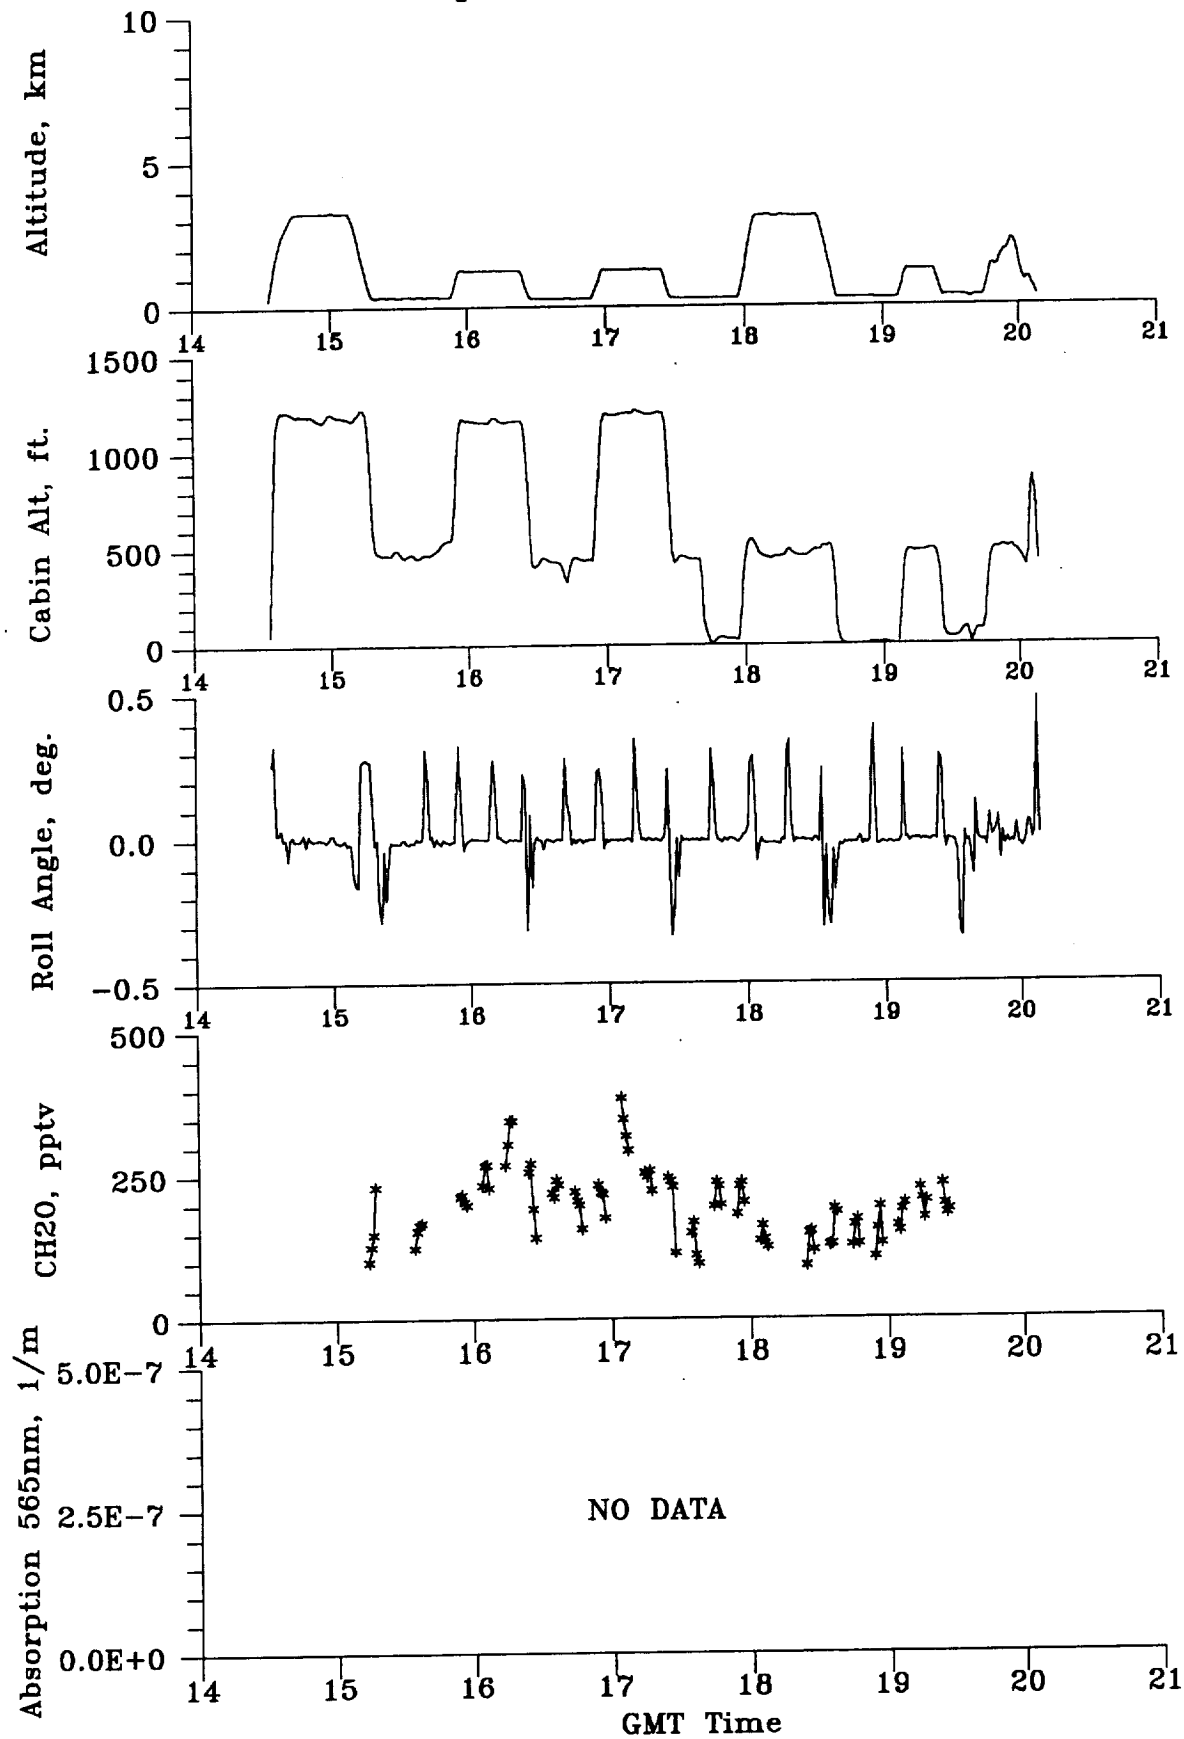 10
5
0
Altitude, km
14 15 16 17 18 19 20 21
1500
1000
500
0
Cabin Alt, ft.
14 15 16 17 18 19 20 21
0.5
0.0
−0.5
Roll Angle, deg.
14 15 16 17 18 19 20 21
500
250
0
CH2O, pptv
14 15 16 17 18 19 20 21
5.0E−7
2.5E−7
0.0E+0
Absorption 565nm, 1/m
NO DATA
14 15 16 17 18 19 20 21
GMT Time